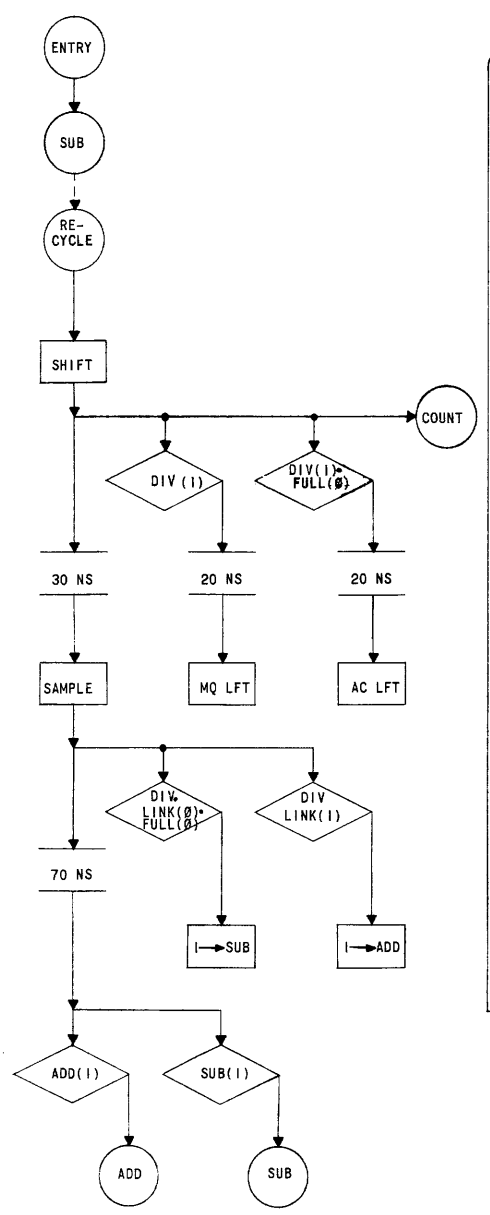 ENTRY
SUB
RE-
CYCLE
SHIFT
COUNT
DIV(1)
DIV(1)•
FULL(Ø)
30 NS
20 NS
20 NS
SAMPLE
MQ LFT
AC LFT
DIV•
LINK(Ø)•
FULL(Ø)
DIV
LINK(1)
70 NS
1→SUB
1→ADD
ADD(1)
SUB(1)
ADD
SUB